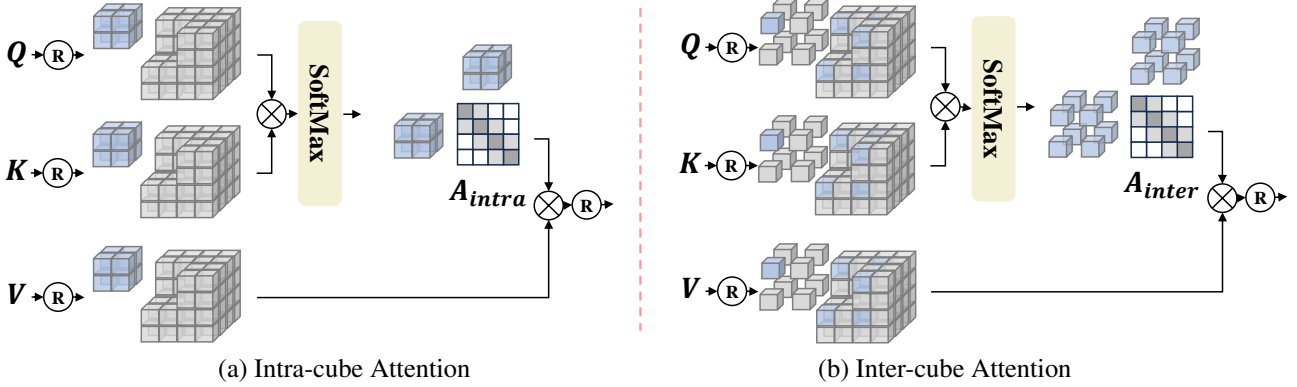 Q R
SoftMax
K R
A_intra
R
V R
(a) Intra-cube Attention
Q R
SoftMax
K R
A_inter
R
V R
(b) Inter-cube Attention